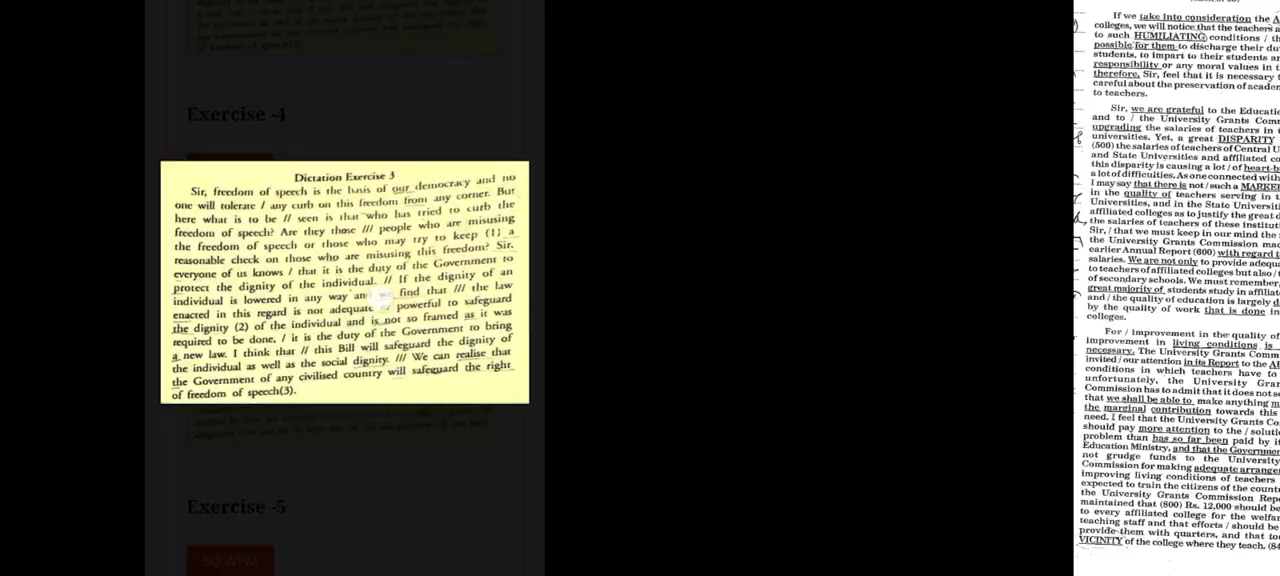 Exercise -4
Dictation Exercise 3
Sir, freedom of speech is the basis of our democracy and no
one will tolerate / any curb on this freedom from any corner. But
here what is to be // seen is that who has tried to curb the
freedom of speech? Are they those /// people who are misusing
the freedom of speech or those who may try to keep (1) a
reasonable check on those who are misusing this freedom? Sir,
everyone of us knows / that it is the duty of the Government to
protect the dignity of the individual. // If the dignity of an
individual is lowered in any way an we find that /// the law
enacted in this regard is not adequate powerful to safeguard
the dignity (2) of the individual and is not so framed as it was
required to be done, / it is the duty of the Government to bring
a new law. I think that // this Bill will safeguard the dignity of
the individual as well as the social dignity. /// We can realise that
the Government of any civilised country will safeguard the right
of freedom of speech(3).
Exercise -5
80 WPM
If we take into consideration the
colleges, we will notice that the teachers
to such HUMILIATING conditions / th
possible for them to discharge their du
students, to impart to their students an
responsibility or any moral values in t
therefore, Sir, feel that it is necessary t
careful about the preservation of acade
to teachers.
Sir, we are grateful to the Educatio
and to / the University Grants Comm
upgrading the salaries of teachers in
universities. Yet, a great DISPARITY
(500) the salaries of teachers of Central U
and State Universities and affiliated co
this disparity is causing a lot / of heart-b
a lot of difficulties. As one connected with
I may say that there is not / such a MARKE
in the quality of teachers serving in t
Universities, and in the State Universiti
affiliated colleges as to justify the great d
the salaries of teachers of these institut
Sir, / that we must keep in our mind the
the University Grants Commission mad
earlier Annual Report (600) with regard t
salaries. We are not only to provide adequ
to teachers of affiliated colleges but also /
of secondary schools. We must remember,
great majority of students study in affiliat
and / the quality of education is largely d
by the quality of work that is done in
colleges.
For / improvement in the quality of
improvement in living conditions is
necessary. The University Grants Comm
invited / our attention in its Report to the
conditions in which teachers have to
unfortunately, the University Gran
Commission has to admit that it does not s
that we shall be able to make anything m
the marginal contribution towards this
need. I feel that the University Grants Co
should pay more attention to the / soluti
problem than has so far been paid by i
Education Ministry, and that the Governme
not grudge funds to the University
Commission for making adequate arrange
improving living conditions of teachers
expected to train the citizens of the count
the University Grants Commission Rep
maintained that (800) Rs. 12,000 should be
to every affiliated college for the welfar
teaching staff and that efforts / should be
provide them with quarters, and that to
VICINITY of the college where they teach. (84